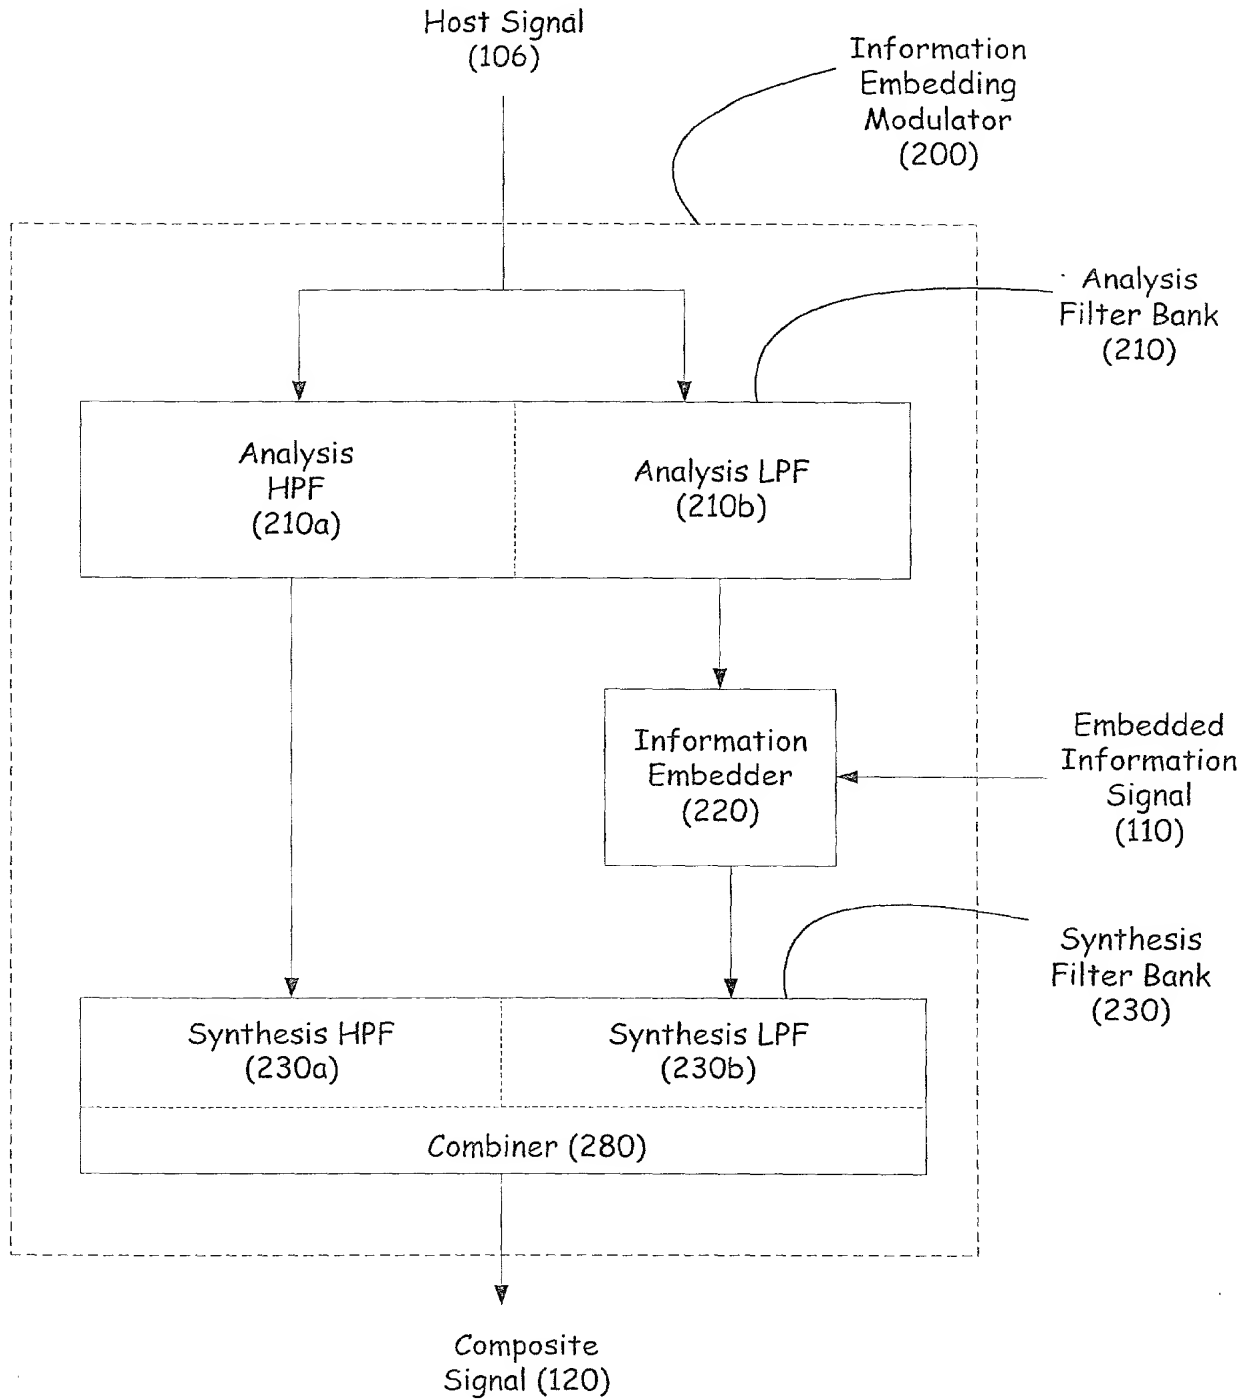 Host Signal
(106)
Information
Embedding
Modulator
(200)
Analysis
Filter Bank
(210)
Analysis
HPF
(210a)
Analysis LPF
(210b)
Information
Embedder
(220)
Embedded
Information
Signal
(110)
Synthesis
Filter Bank
(230)
Synthesis HPF
(230a)
Synthesis LPF
(230b)
Combiner (280)
Composite
Signal (120)